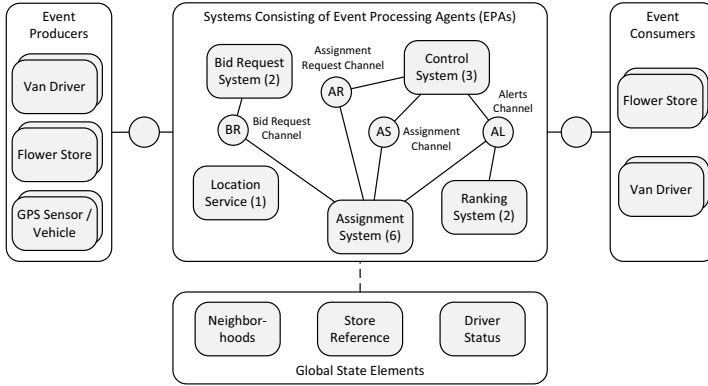 Event
Producers
Van Driver
Flower Store
GPS Sensor /
Vehicle
Systems Consisting of Event Processing Agents (EPAs)
Bid Request
System (2)
Assignment
Request Channel
Control
System (3)
AR
Alerts
Channel
BR
Bid Request
Channel
AS
Assignment
Channel
AL
Location
Service (1)
Assignment
System (6)
Ranking
System (2)
Event
Consumers
Flower Store
Van Driver
Neighbor-
hoods
Store
Reference
Driver
Status
Global State Elements